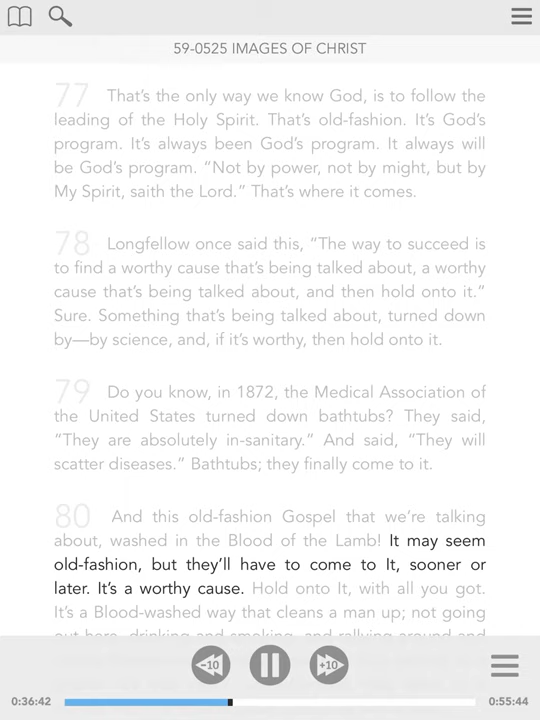 59-0525 IMAGES OF CHRIST
77 That's the only way we know God, is to follow the
leading of the Holy Spirit. That's old-fashion. It's God's
program. It's always been God's program. It always will
be God's program. “Not by power, not by might, but by
My Spirit, saith the Lord.” That's where it comes.
78 Longfellow once said this, “The way to succeed is
to find a worthy cause that's being talked about, a worthy
cause that's being talked about, and then hold onto it.”
Sure. Something that's being talked about, turned down
by—by science, and, if it's worthy, then hold onto it.
79 Do you know, in 1872, the Medical Association of
the United States turned down bathtubs? They said,
“They are absolutely in-sanitary.” And said, “They will
scatter diseases.” Bathtubs; they finally come to it.
80 And this old-fashion Gospel that we're talking
about, washed in the Blood of the Lamb! It may seem
old-fashion, but they'll have to come to It, sooner or
later. It's a worthy cause. Hold onto It, with all you got.
It's a Blood-washed way that cleans a man up; not going
out here, drinking and smoking, and rallying around and
-10
+10
0:36:42
0:55:44